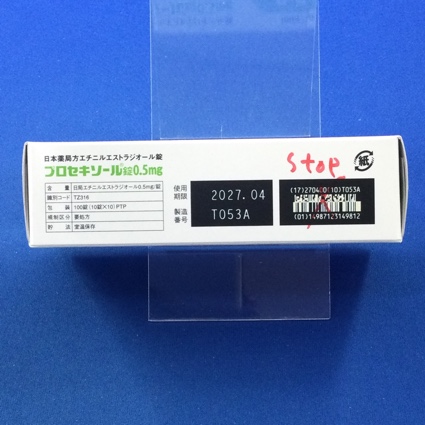 日本薬局方エチニルエストラジオール錠
プロセキソール®錠0.5mg
含　量 日局エチニルエストラジオール0.5mg/錠
識別コード TZ316
包　装 100錠(10錠×10)PTP
規制区分 要処方
貯　法 室温保存
使用期限 2027.04
製造番号 T053A
Stop
紙
(17)270430(10)T053A
(01)14987123149812